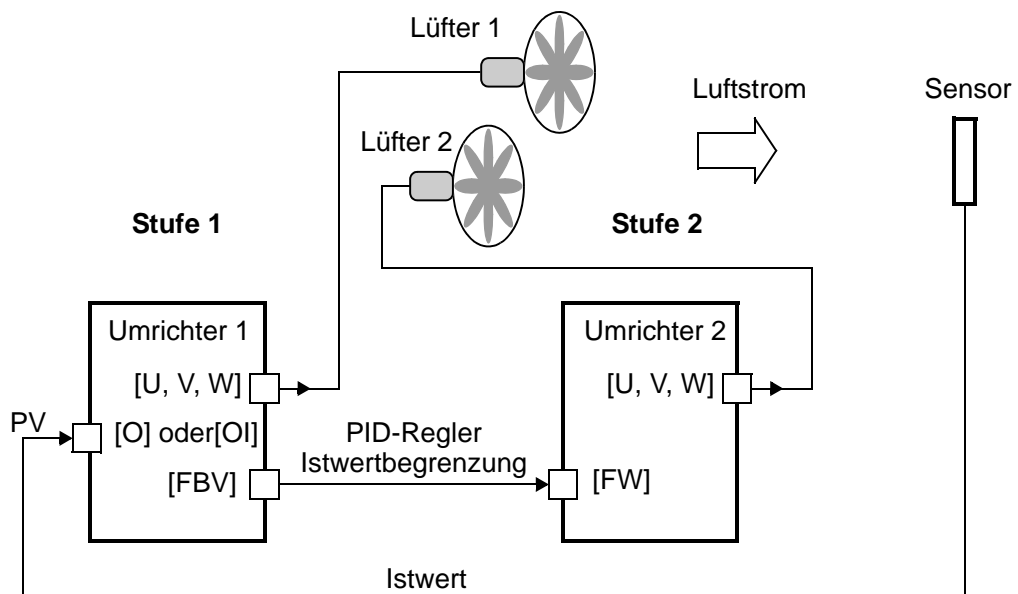 Lüfter 1
Luftstrom
Sensor
Lüfter 2
Stufe 1
Stufe 2
Umrichter 1
Umrichter 2
[U, V, W]
[U, V, W]
PV
[O] oder[OI]
PID-Regler
Istwertbegrenzung
[FBV]
[FW]
Istwert